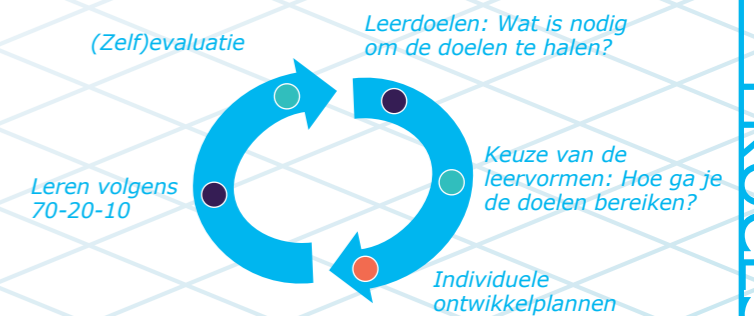 (Zelf)evaluatie
Leerdoelen: Wat is nodig
om de doelen te halen?
Keuze van de
leervormen: Hoe ga je
de doelen bereiken?
Leren volgens
70-20-10
Individuele
ontwikkelplannen